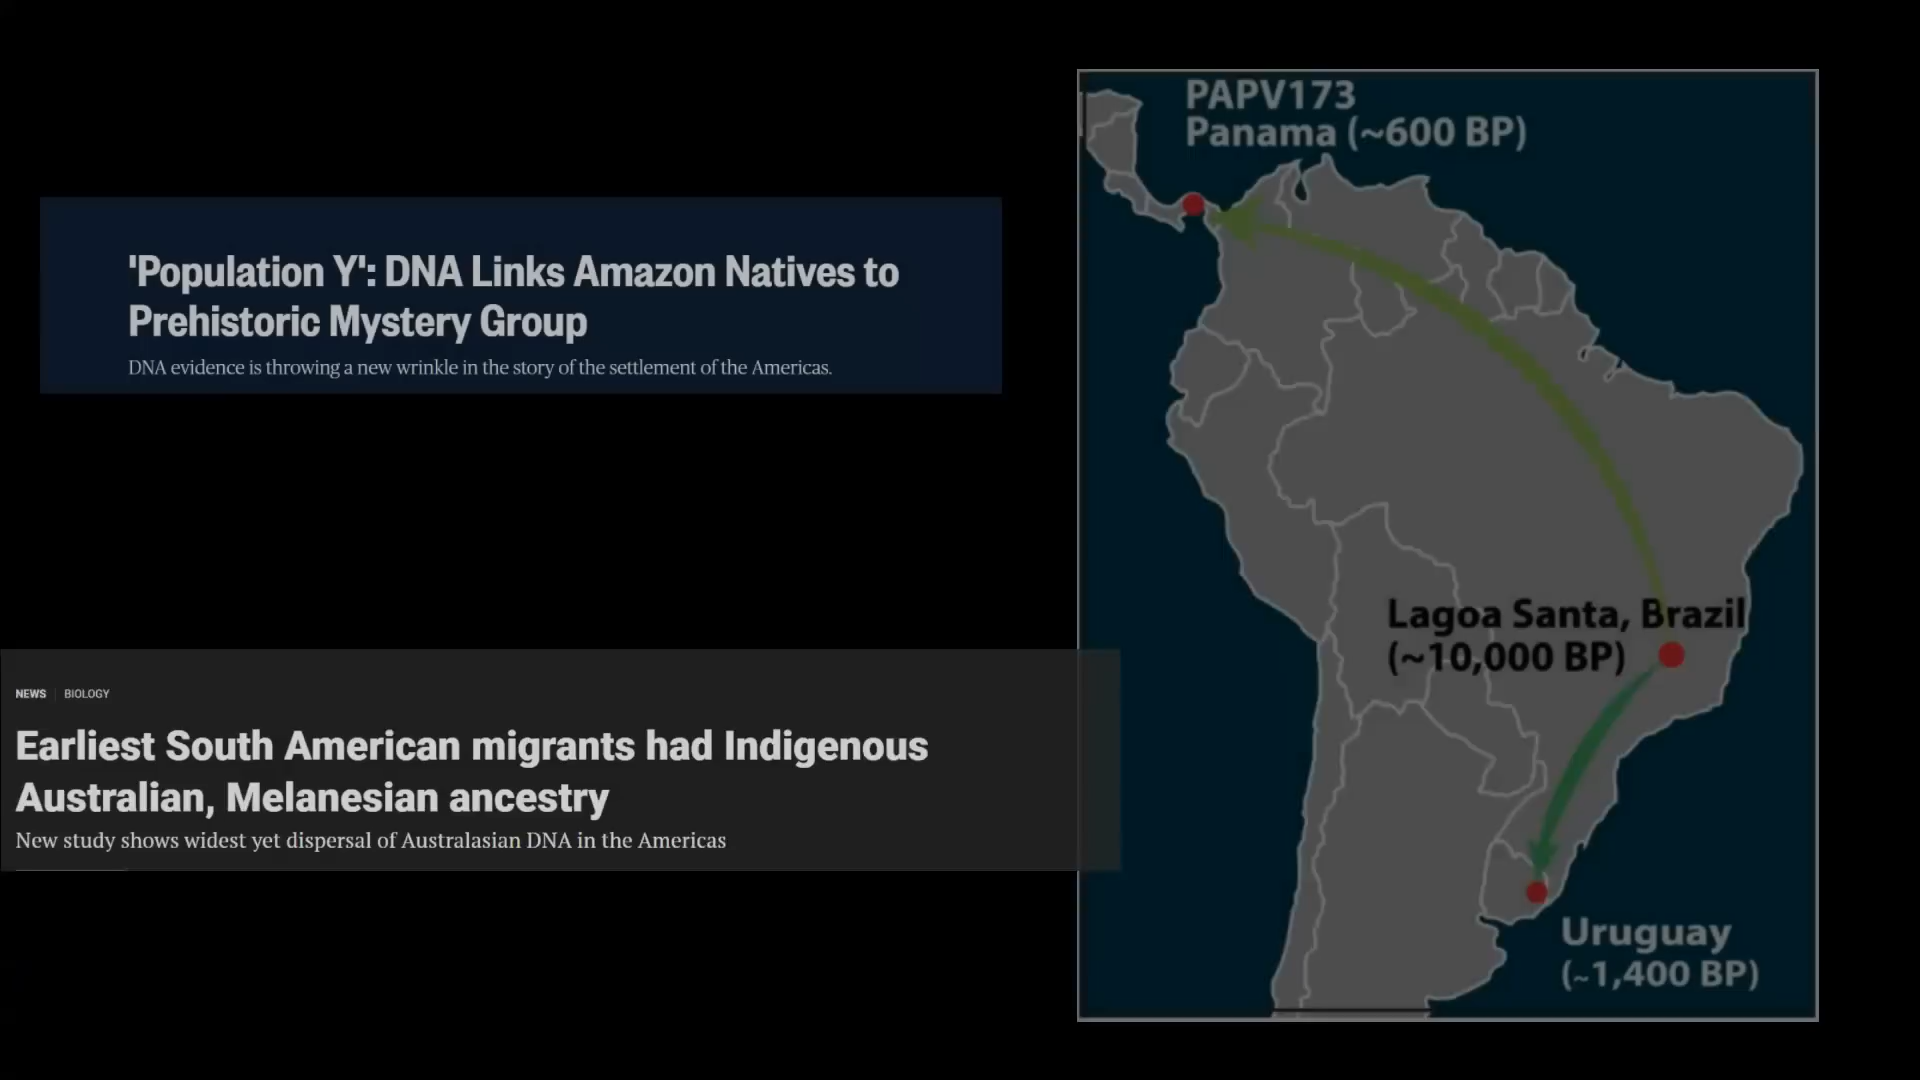 'Population Y': DNA Links Amazon Natives to
Prehistoric Mystery Group
DNA evidence is throwing a new wrinkle in the story of the settlement of the Americas.
NEWS | BIOLOGY
Earliest South American migrants had Indigenous
Australian, Melanesian ancestry
New study shows widest yet dispersal of Australasian DNA in the Americas
PAPV173
Panama (~600 BP)
Lagoa Santa, Brazil
(~10,000 BP)
Uruguay
(~1,400 BP)